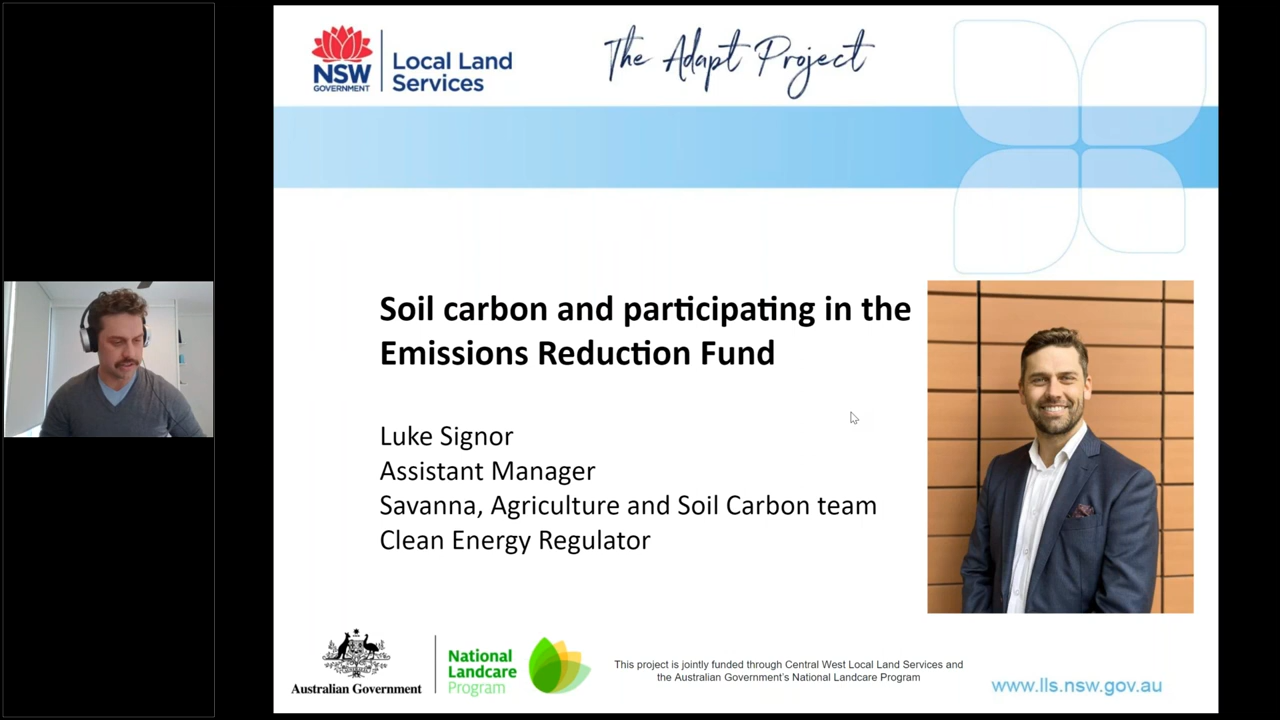 NSW
GOVERNMENT
Local Land
Services
The Adapt Project
Soil carbon and participating in the
Emissions Reduction Fund
Luke Signor
Assistant Manager
Savanna, Agriculture and Soil Carbon team
Clean Energy Regulator
Australian Government
National
Landcare
Program
This project is jointly funded through Central West Local Land Services and
the Australian Government's National Landcare Program
www.lls.nsw.gov.au